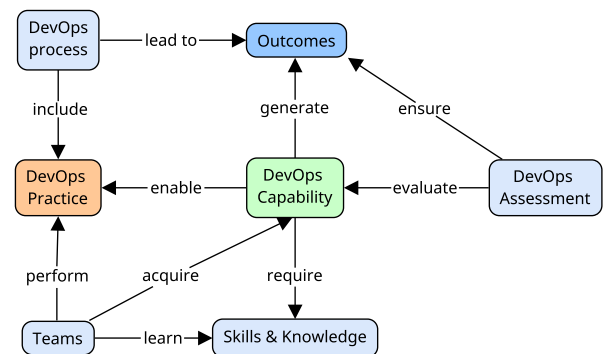 DevOps
process
lead to
Outcomes
include
generate
ensure
DevOps
Practice
enable
DevOps
Capability
evaluate
DevOps
Assessment
perform
acquire
require
Teams
learn
Skills & Knowledge